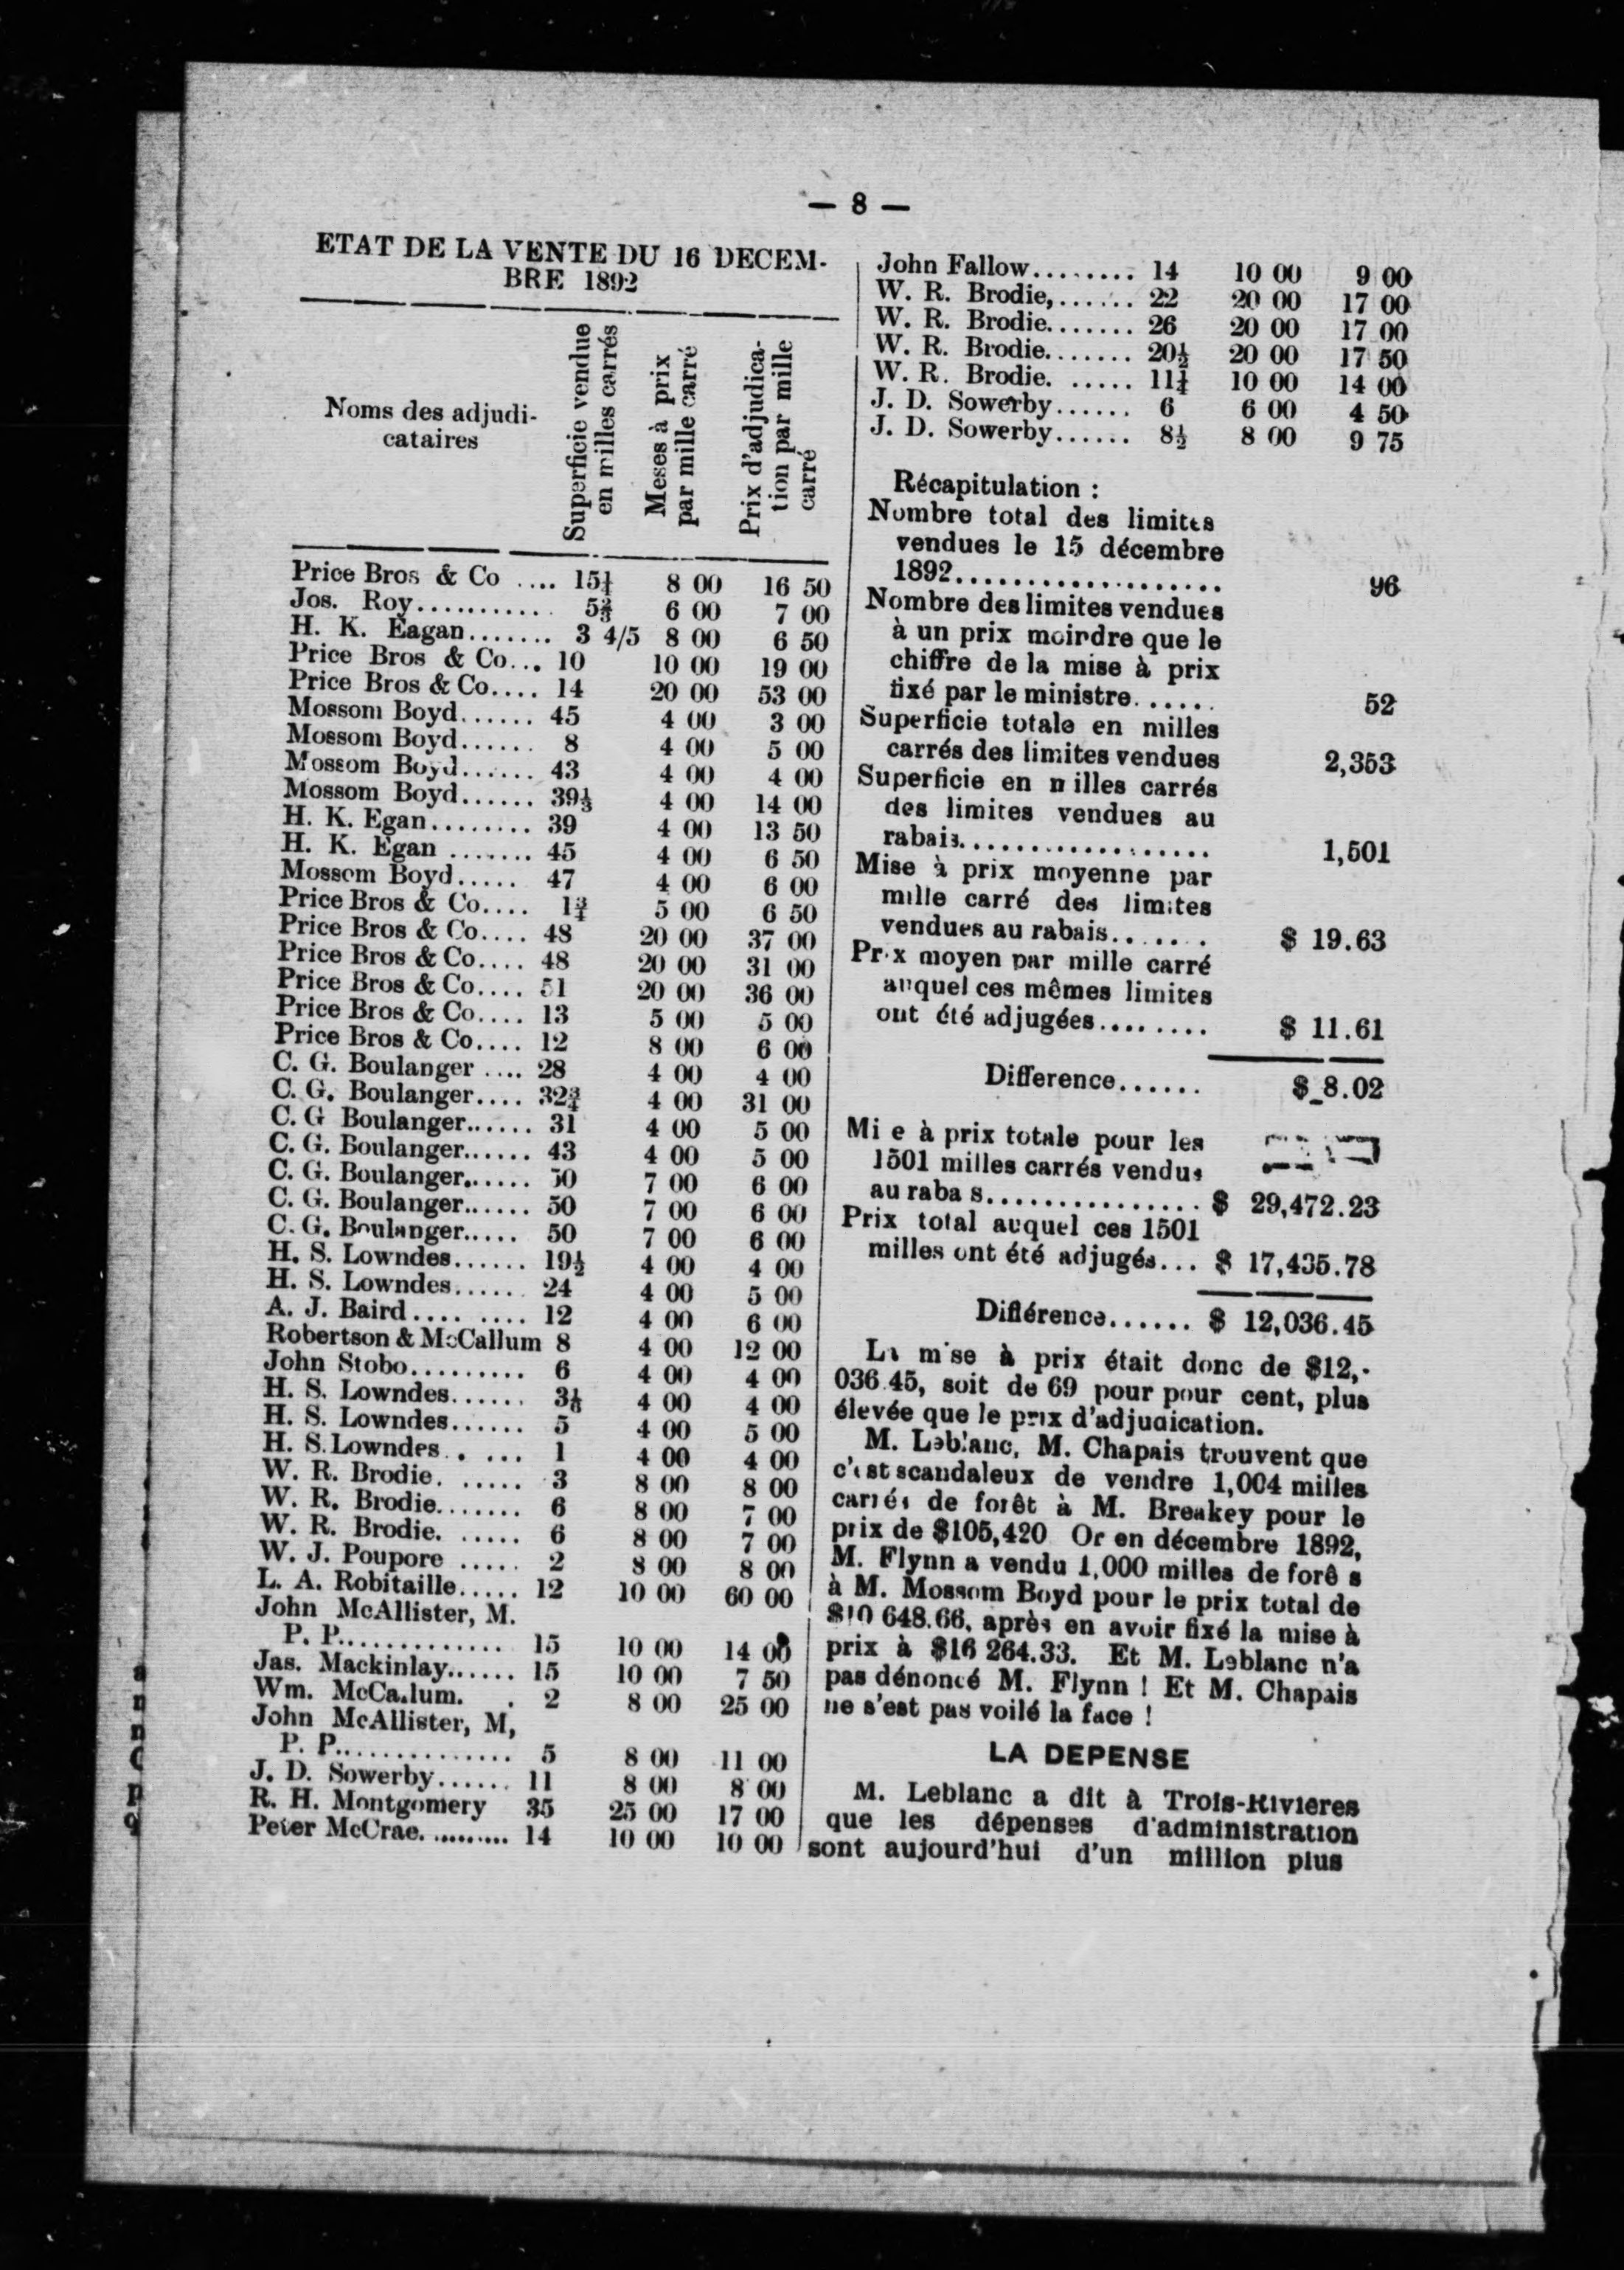 — 8 —
ETAT DE LA VENTE DU 16 DECEM-
BRE 1892
Noms des adjudi-
cataires
Superficie vendue
en milles carrés
Meses à prix
par mille carré
Prix d'adjudica-
tion par mille
carré
Price Bros & Co .... 15¼ 8 00 16 50
Jos. Roy............ 5⅔ 6 00 7 00
H. K. Eagan....... 3 4/5 8 00 6 50
Price Bros & Co... 10 10 00 19 00
Price Bros & Co.... 14 20 00 53 00
Mossom Boyd...... 45 4 00 3 00
Mossom Boyd...... 8 4 00 5 00
Mossom Boyd...... 43 4 00 4 00
Mossom Boyd...... 39⅓ 4 00 14 00
H. K. Egan........ 39 4 00 13 50
H. K. Egan ....... 45 4 00 6 50
Mossom Boyd..... 47 4 00 6 00
Price Bros & Co.... 1¾ 5 00 6 50
Price Bros & Co.... 48 20 00 37 00
Price Bros & Co.... 48 20 00 31 00
Price Bros & Co.... 51 20 00 36 00
Price Bros & Co.... 13 5 00 5 00
Price Bros & Co.... 12 8 00 6 00
C. G. Boulanger .... 28 4 00 4 00
C. G. Boulanger.... 32¾ 4 00 31 00
C. G Boulanger...... 31 4 00 5 00
C. G. Boulanger...... 43 4 00 5 00
C. G. Boulanger...... 50 7 00 6 00
C. G. Boulanger...... 50 7 00 6 00
C. G. Boulanger..... 50 7 00 6 00
H. S. Lowndes...... 19½ 4 00 4 00
H. S. Lowndes...... 24 4 00 5 00
A. J. Baird......... 12 4 00 6 00
Robertson & McCallum 8 4 00 12 00
John Stobo.......... 6 4 00 4 00
H. S. Lowndes...... 3⅛ 4 00 4 00
H. S. Lowndes...... 5 4 00 5 00
H. S. Lowndes. . ... 1 4 00 4 00
W. R. Brodie. ..... 3 8 00 8 00
W. R. Brodie........ 6 8 00 7 00
W. R. Brodie. ..... 6 8 00 7 00
W. J. Poupore ..... 2 8 00 8 00
L. A. Robitaille..... 12 10 00 60 00
John McAllister, M.
P. P.............. 15 10 00 14 00
Jas. Mackinlay...... 15 10 00 7 50
Wm. McCa.lum. . 2 8 00 25 00
John McAllister, M,
P. P............... 5 8 00 11 00
J. D. Sowerby...... 11 8 00 8 00
R. H. Montgomery 35 25 00 17 00
Peter McCrae.......... 14 10 00 10 00
John Fallow........ 14 10 00 9 00
W. R. Brodie,...... 22 20 00 17 00
W. R. Brodie....... 26 20 00 17 00
W. R. Brodie....... 20½ 20 00 17 50
W. R. Brodie. ..... 11¼ 10 00 14 00
J. D. Sowerby...... 6 6 00 4 50
J. D. Sowerby...... 8½ 8 00 9 75
Récapitulation :
Nombre total des limites
vendues le 15 décembre
1892................... 96
Nombre des limites vendues
à un prix moindre que le
chiffre de la mise à prix
fixé par le ministre...... 52
Superficie totale en milles
carrés des limites vendues 2,353
Superficie en n illes carrés
des limites vendues au
rabais.................. 1,501
Mise à prix moyenne par
mille carré des limites
vendues au rabais....... $ 19.63
Pr.x moyen par mille carré
auquel ces mêmes limites
ont été adjugées........ $ 11.61
Difference...... $ 8.02
Mi e à prix totale pour les
1501 milles carrés vendus
au raba s............... $ 29,472.23
Prix total auquel ces 1501
milles ont été adjugés... $ 17,435.78
Différence...... $ 12,036.45
La m se à prix était donc de $12,-
036.45, soit de 69 pour pour cent, plus
élevée que le prix d'adjudication.
M. Leblanc, M. Chapais trouvent que
c'est scandaleux de vendre 1,004 milles
carrés de forêt à M. Breakey pour le
prix de $105,420 Or en décembre 1892,
M. Flynn a vendu 1,000 milles de forê s
à M. Mossom Boyd pour le prix total de
$10 648.66, après en avoir fixé la mise à
prix à $16 264.33. Et M. Leblanc n'a
pas dénoncé M. Flynn ! Et M. Chapais
ne s'est pas voilé la face !
LA DEPENSE
M. Leblanc a dit à Trois-Rivieres
que les dépenses d'administration
sont aujourd'hui d'un million plus